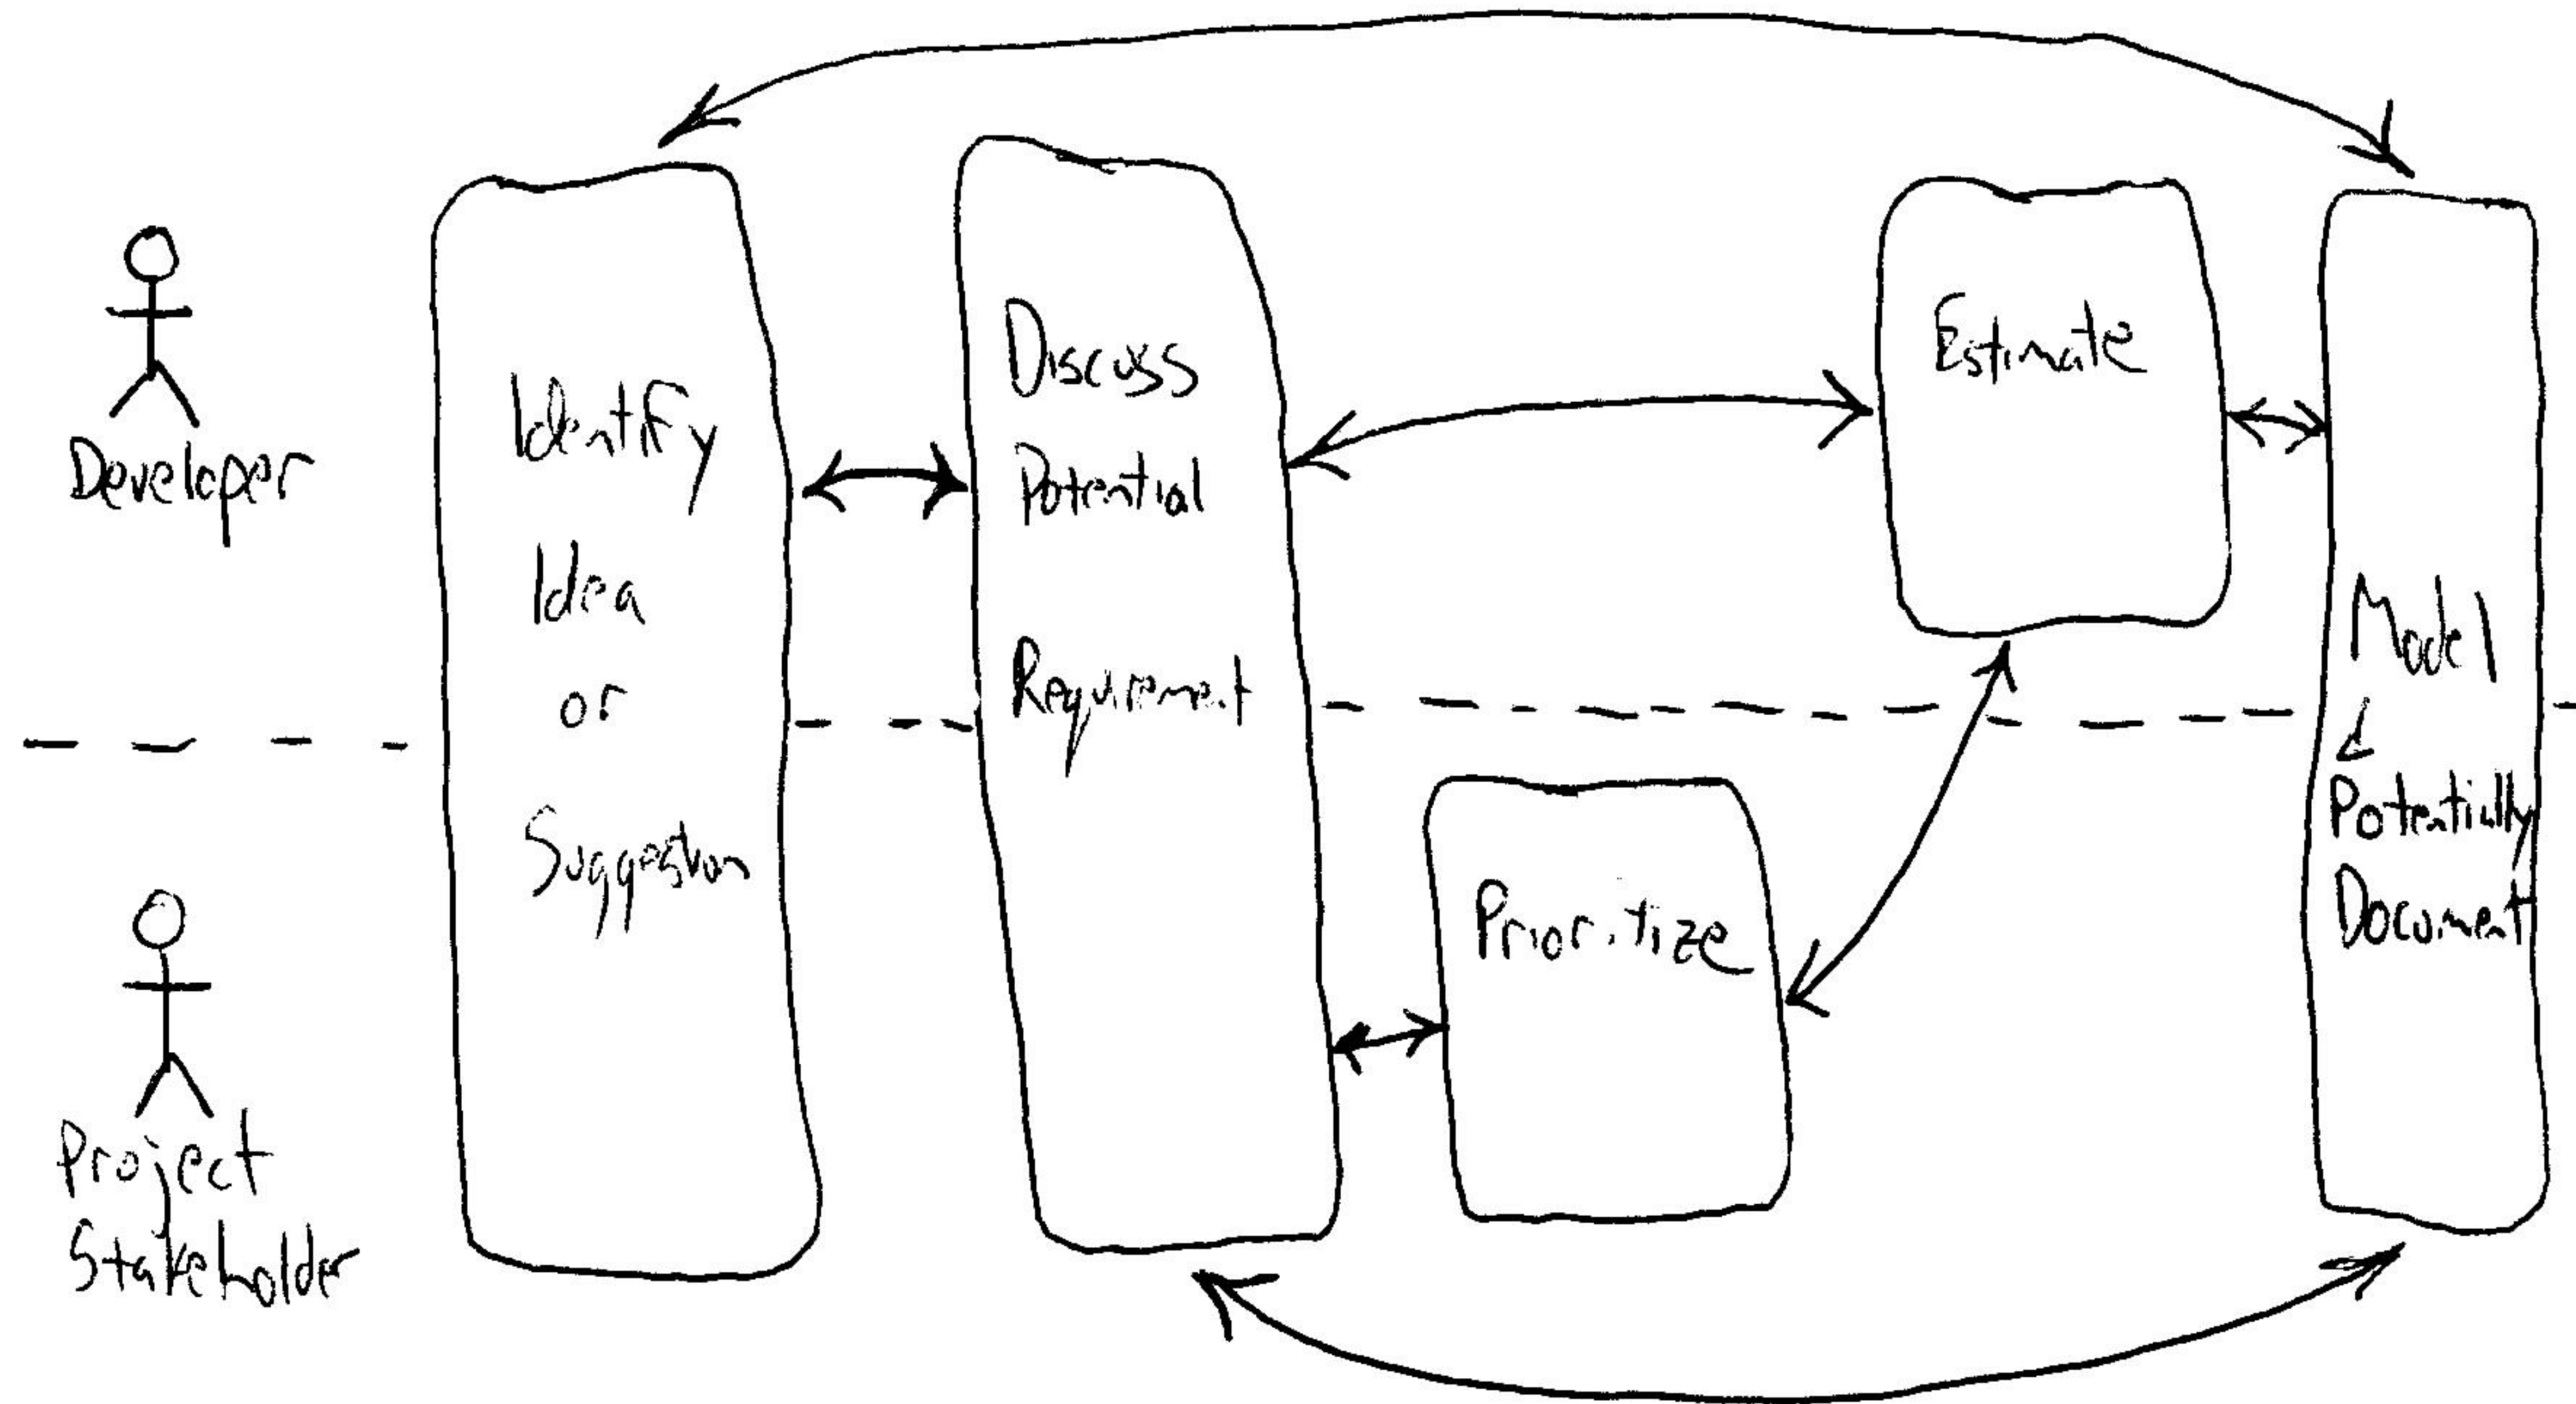 Developer
Identify
Idea
or
Suggestion
Discuss
Potential
Requirement
Estimate
Model
&
Potentially
Document
Prioritize
Project
Stakeholder